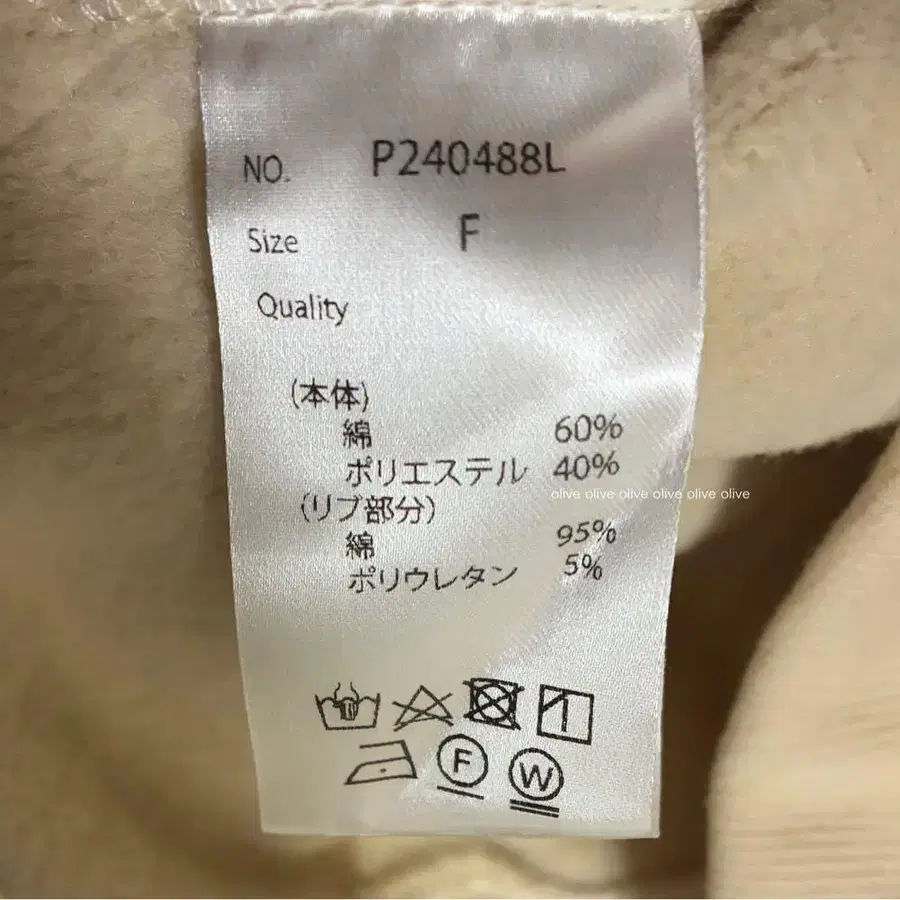 NO. P240488L
Size F
Quality
(本体)
綿 60%
ポリエステル 40%
olive olive olive olive olive olive
(リブ部分)
綿 95%
ポリウレタン 5%
F W